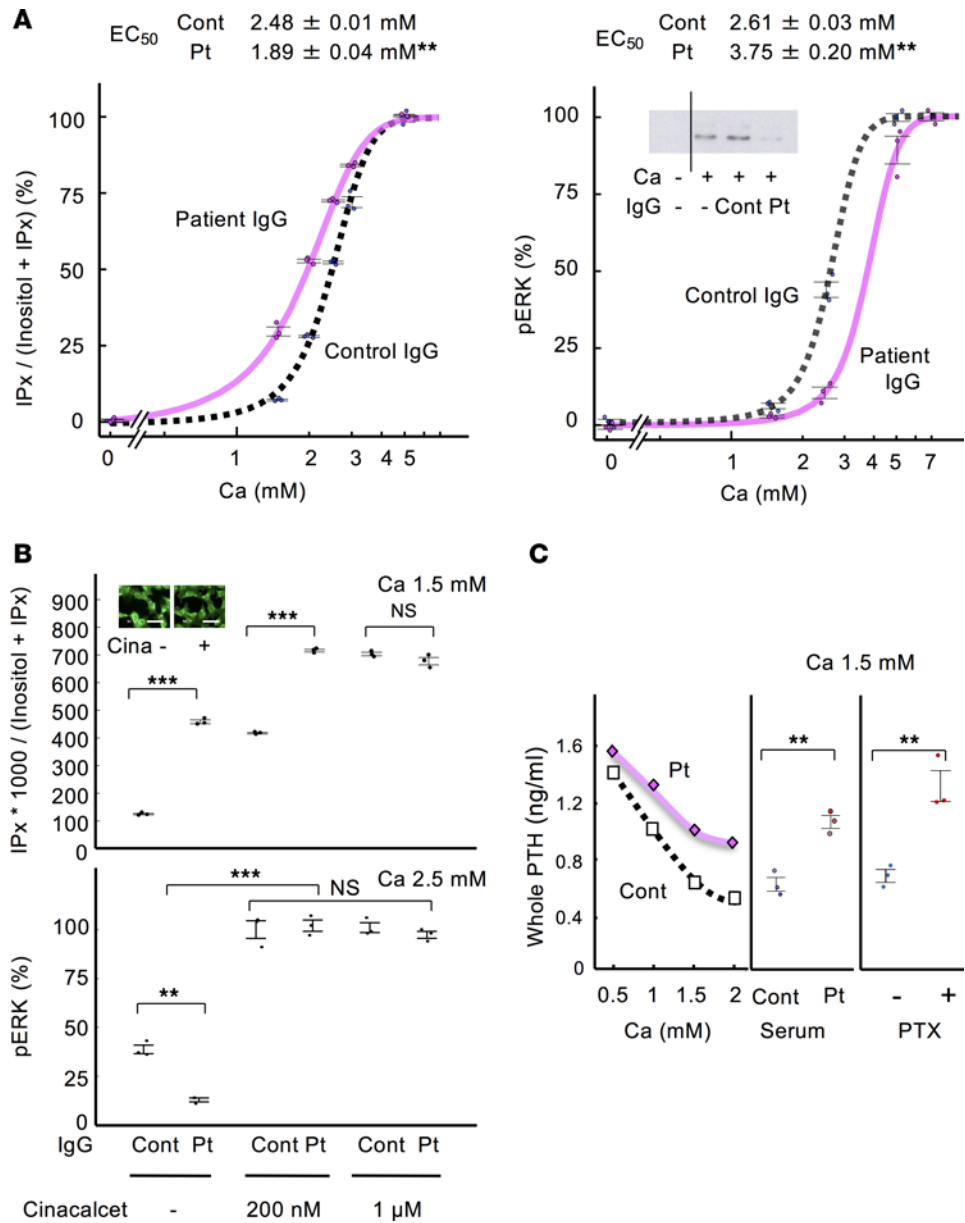 A
EC50 Cont 2.48 ± 0.01 mM
Pt 1.89 ± 0.04 mM**
IPx / (Inositol + IPx) (%)
100
75
50
25
0
Patient IgG
Control IgG
0 1 2 3 4 5
Ca (mM)
EC50 Cont 2.61 ± 0.03 mM
Pt 3.75 ± 0.20 mM**
pERK (%)
100
75
50
25
0
Ca - + + +
IgG - - Cont Pt
Control IgG
Patient
IgG
0 1 2 3 4 5 7
Ca (mM)
B
IPx * 1000 / (Inositol + IPx)
900
800
700
600
500
400
300
200
100
0
Ca 1.5 mM
Cina - +
***
***
NS
pERK (%)
100
75
50
25
0
Ca 2.5 mM
***
NS
**
IgG Cont Pt Cont Pt Cont Pt
Cinacalcet - 200 nM 1 μM
C
Ca 1.5 mM
Whole PTH (ng/ml)
1.6
1.2
0.8
0.4
0
Pt
Cont
0.5 1 1.5 2
Ca (mM)
**
Cont Pt
Serum
**
- +
PTX